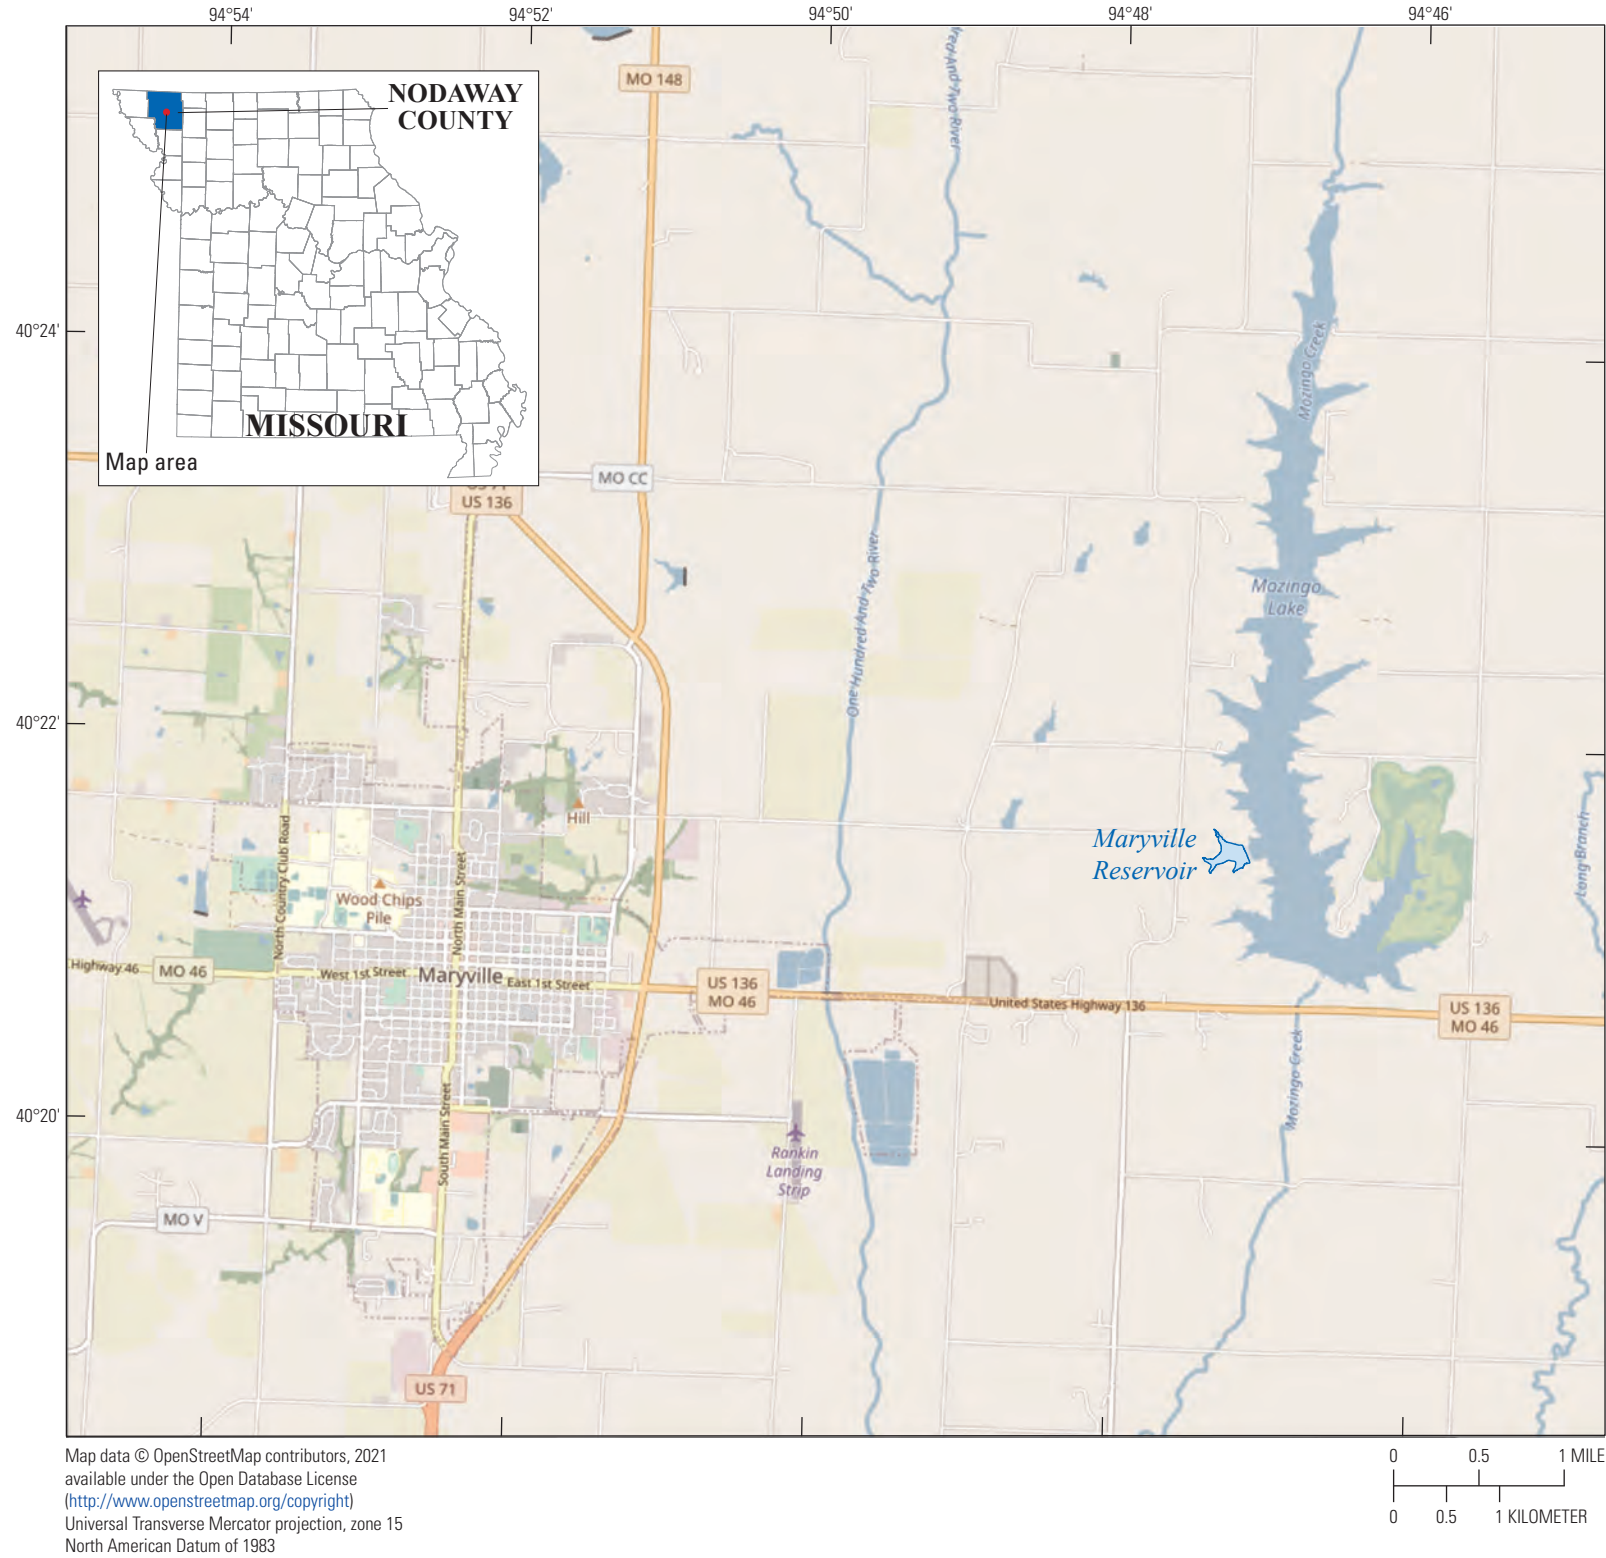 94°54'
94°52'
94°50'
94°48'
94°46'
MO 148
NODAWAY
COUNTY
MISSOURI
Map area
40°24'
40°22'
40°20'
And Two River
Mozingo Creek
US 71
US 136
MO CC
One Hundred And Two River
Mozingo
Lake
Hill
Maryville
Reservoir
North Country Club Road
North Main Street
Long Branch
Wood Chips
Pile
Highway 46
MO 46
West 1st Street
Maryville
East 1st Street
US 136
MO 46
United States Highway 136
US 136
MO 46
Mozingo Creek
South Main Street
Rankin
Landing
Strip
MO V
US 71
Map data © OpenStreetMap contributors, 2021
available under the Open Database License
(http://www.openstreetmap.org/copyright)
Universal Transverse Mercator projection, zone 15
North American Datum of 1983
0 0.5 1 MILE
0 0.5 1 KILOMETER